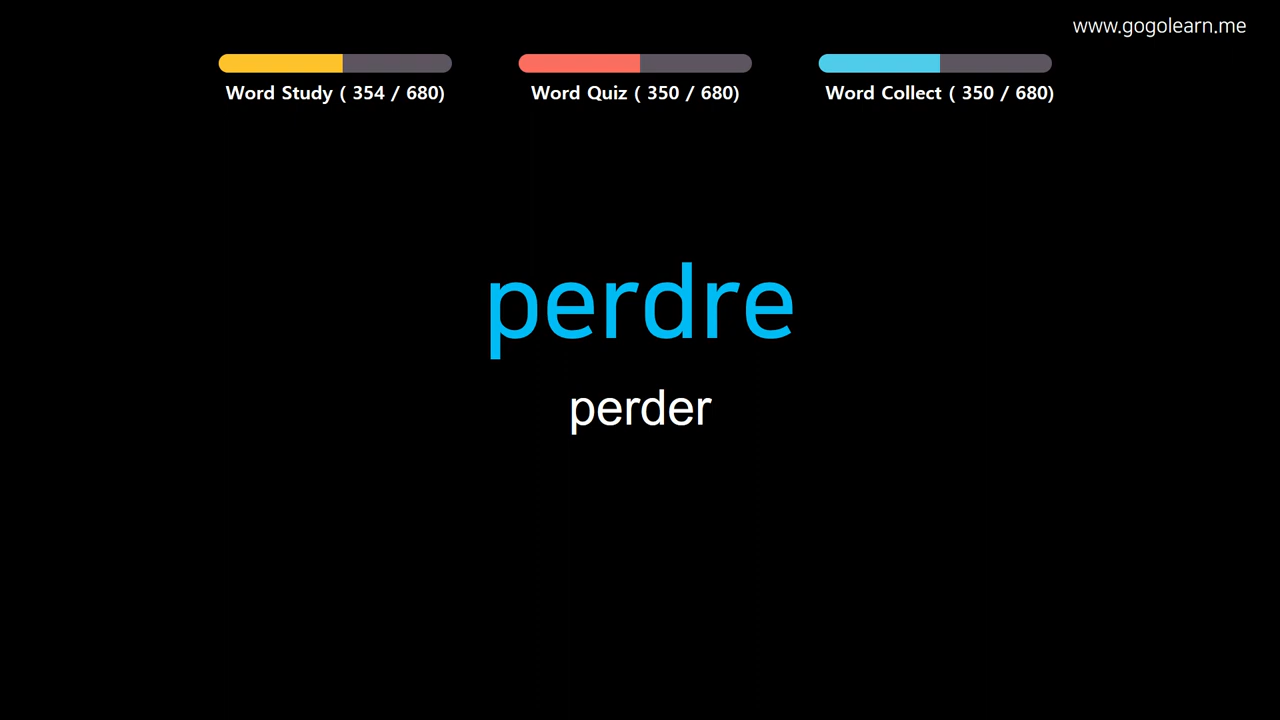 www.gogolearn.me
Word Study ( 354 / 680)
Word Quiz ( 350 / 680)
Word Collect ( 350 / 680)
perdre
perder